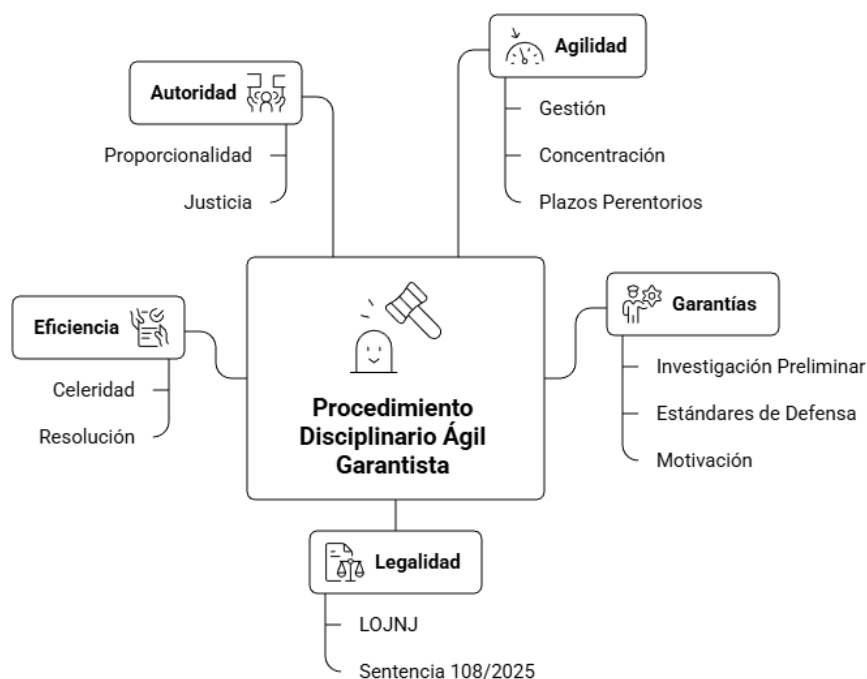 Agilidad
Gestión
Concentración
Plazos Perentorios
Autoridad
Proporcionalidad
Justicia
Garantías
Investigación Preliminar
Estándares de Defensa
Motivación
Eficiencia
Celeridad
Resolución
Procedimiento
Disciplinario Ágil
Garantista
Legalidad
LOJNJ
Sentencia 108/2025